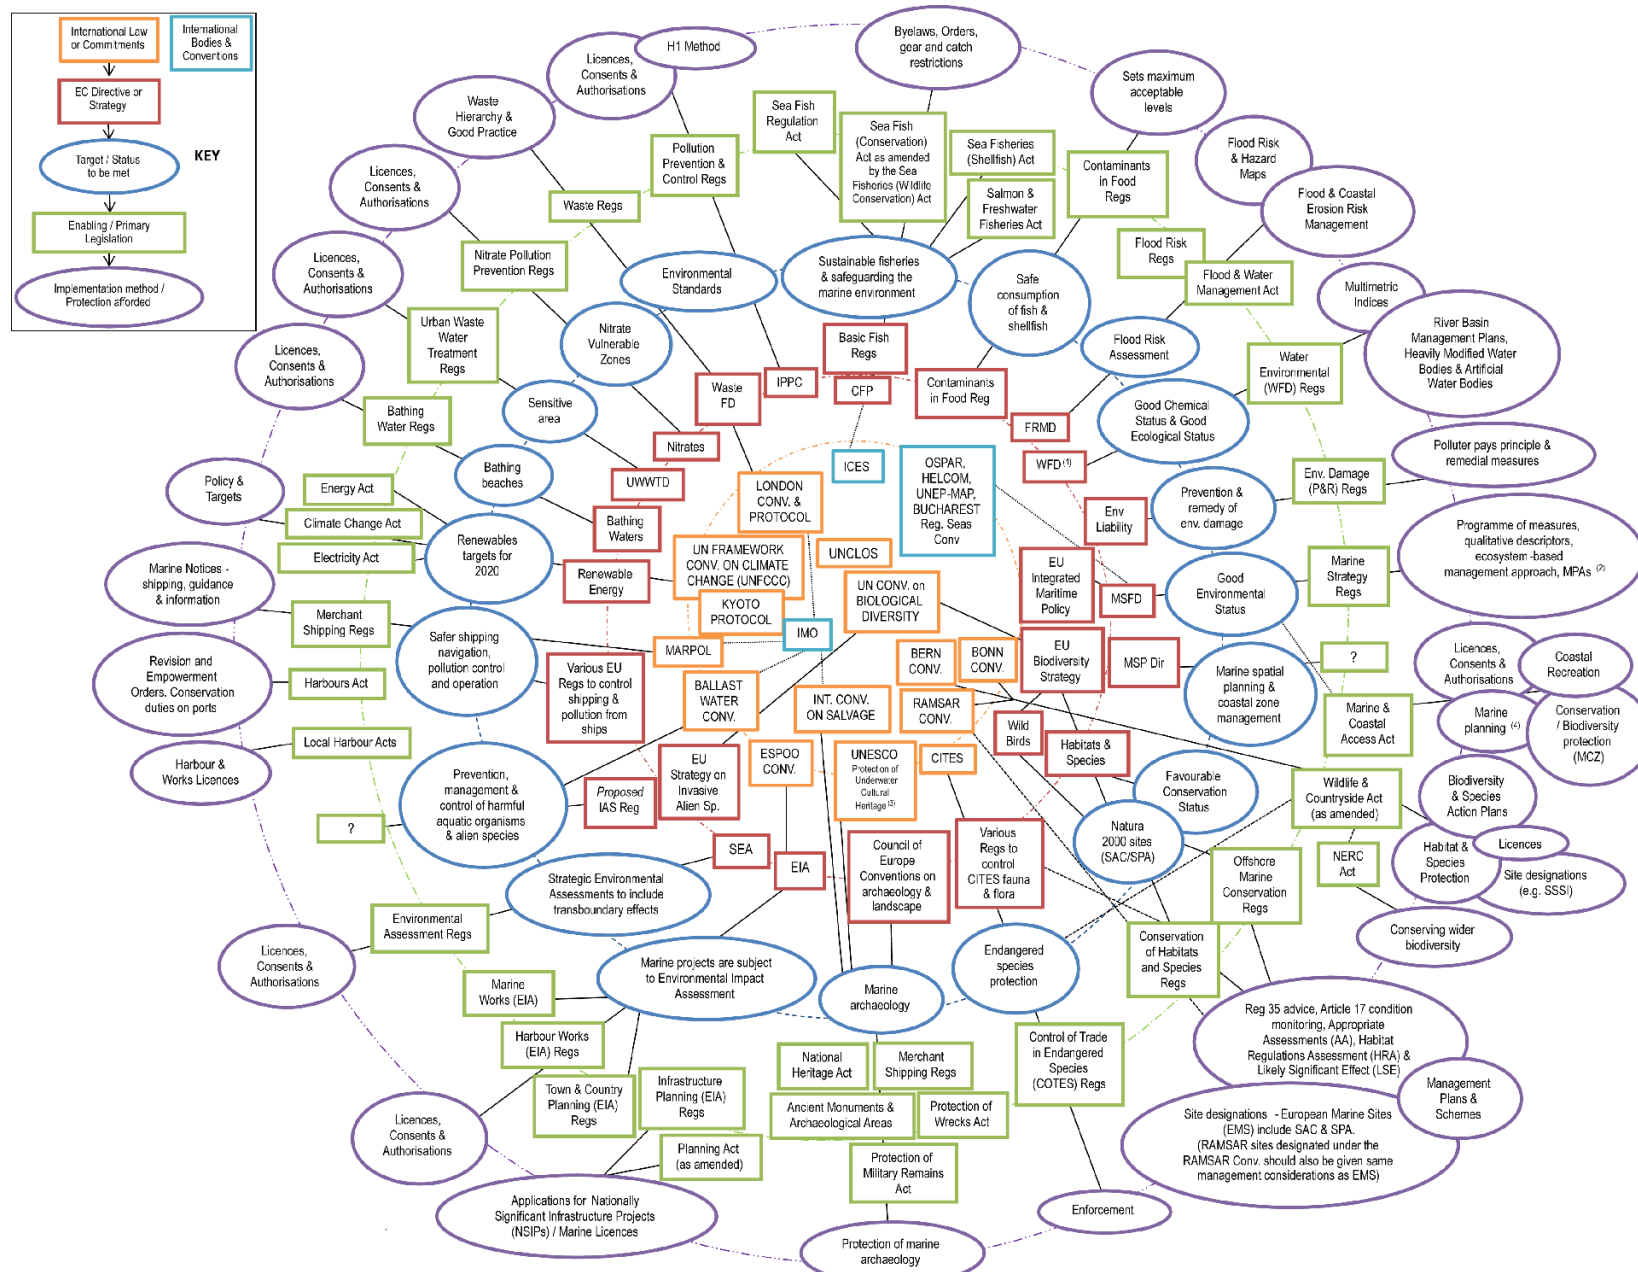 International Law
or Commitments
International
Bodies &
Conventions
EC Directive or
Strategy
Target / Status
to be met
KEY
Enabling / Primary
Legislation
Implementation method /
Protection afforded
H1 Method
Licences,
Consents &
Authorisations
Byelaws, Orders,
gear and catch
restrictions
Sets maximum
acceptable
levels
Waste
Hierarchy &
Good Practice
Flood Risk
& Hazard
Maps
Licences,
Consents &
Authorisations
Flood & Coastal
Erosion Risk
Management
Licences,
Consents &
Authorisations
Multimetric
Indices
River Basin
Management Plans,
Heavily Modified Water
Bodies & Artificial
Water Bodies
Licences,
Consents &
Authorisations
Polluter pays principle &
remedial measures
Policy &
Targets
Programme of measures,
qualitative descriptors,
ecosystem -based
management approach, MPAs (2)
Marine Notices -
shipping, guidance
& information
Revision and
Empowerment
Orders. Conservation
duties on ports
Harbour &
Works Licences
Licences,
Consents &
Authorisations
Coastal
Recreation
Marine
planning (4)
Conservation
/ Biodiversity
protection
(MCZ)
Biodiversity
& Species
Action Plans
Licences
Habitat &
Species
Protection
Site designations
(e.g. SSSI)
Conserving wider
biodiversity
Licences,
Consents &
Authorisations
Reg 35 advice, Article 17 condition
monitoring, Appropriate
Assessments (AA), Habitat
Regulations Assessment (HRA) &
Likely Significant Effect (LSE)
Management
Plans &
Schemes
Site designations - European Marine Sites
(EMS) include SAC & SPA.
(RAMSAR sites designated under the
RAMSAR Conv. should also be given same
management considerations as EMS)
Licences,
Consents &
Authorisations
Applications for Nationally
Significant Infrastructure Projects
(NSIPs) / Marine Licences
Enforcement
Protection of marine
archaeology
Sea Fish
Regulation
Act
Sea Fish
(Conservation)
Act as amended
by the Sea
Fisheries (Wildlife
Conservation) Act
Sea Fisheries
(Shellfish) Act
Salmon &
Freshwater
Fisheries Act
Contaminants
in Food
Regs
Pollution
Prevention &
Control Regs
Waste Regs
Nitrate Pollution
Prevention Regs
Flood Risk
Regs
Flood & Water
Management Act
Urban Waste
Water
Treatment
Regs
Water
Environmental
(WFD) Regs
Bathing
Water Regs
Env. Damage
(P&R) Regs
Energy Act
Climate Change Act
Electricity Act
Marine
Strategy
Regs
Merchant
Shipping Regs
?
Harbours Act
Marine &
Coastal
Access Act
Local Harbour Acts
Wildlife &
Countryside Act
(as amended)
?
NERC
Act
Offshore
Marine
Conservation
Regs
Environmental
Assessment Regs
Conservation
of Habitats
and Species
Regs
Marine
Works (EIA)
Harbour Works
(EIA) Regs
Town & Country
Planning (EIA)
Regs
Infrastructure
Planning (EIA)
Regs
Planning Act
(as amended)
National
Heritage Act
Merchant
Shipping Regs
Ancient Monuments &
Archaeological Areas
Protection of
Wrecks Act
Protection of
Military Remains
Act
Control of Trade
in Endangered
Species
(COTES) Regs
Environmental
Standards
Sustainable fisheries
& safeguarding the
marine environment
Safe
consumption
of fish &
shellfish
Nitrate
Vulnerable
Zones
Flood Risk
Assessment
Sensitive
area
Good Chemical
Status & Good
Ecological Status
Bathing
beaches
Prevention &
remedy of
env. damage
Renewables
targets for
2020
Good
Environmental
Status
Safer shipping
navigation,
pollution control
and operation
Marine spatial
planning &
coastal zone
management
Prevention,
management &
control of harmful
aquatic organisms
& alien species
Favourable
Conservation
Status
Natura
2000 sites
(SAC/SPA)
Strategic Environmental
Assessments to include
transboundary effects
Marine projects are subject
to Environmental Impact
Assessment
Marine
archaeology
Endangered
species
protection
Basic Fish
Regs
IPPC
CFP
Waste
FD
Contaminants
in Food Reg
Nitrates
FRMD
UWWTD
WFD (1)
Bathing
Waters
Env
Liability
Renewable
Energy
EU
Integrated
Maritime
Policy
MSFD
Various EU
Regs to control
shipping &
pollution from
ships
EU
Biodiversity
Strategy
MSP Dir
Wild
Birds
Habitats &
Species
EU
Strategy on
Invasive
Alien Sp.
Proposed
IAS Reg
SEA
EIA
Council of
Europe
Conventions on
archaeology &
landscape
Various
Regs to
control
CITES fauna
& flora
ICES
OSPAR,
HELCOM,
UNEP-MAP,
BUCHAREST
Reg. Seas
Conv
LONDON
CONV. &
PROTOCOL
UNCLOS
UN FRAMEWORK
CONV. ON CLIMATE
CHANGE (UNFCCC)
UN CONV. on
BIOLOGICAL
DIVERSITY
KYOTO
PROTOCOL
IMO
MARPOL
BERN
CONV.
BONN
CONV.
BALLAST
WATER
CONV.
INT. CONV.
ON SALVAGE
RAMSAR
CONV.
ESPOO
CONV.
UNESCO
Protection of
Underwater
Cultural
Heritage (3)
CITES